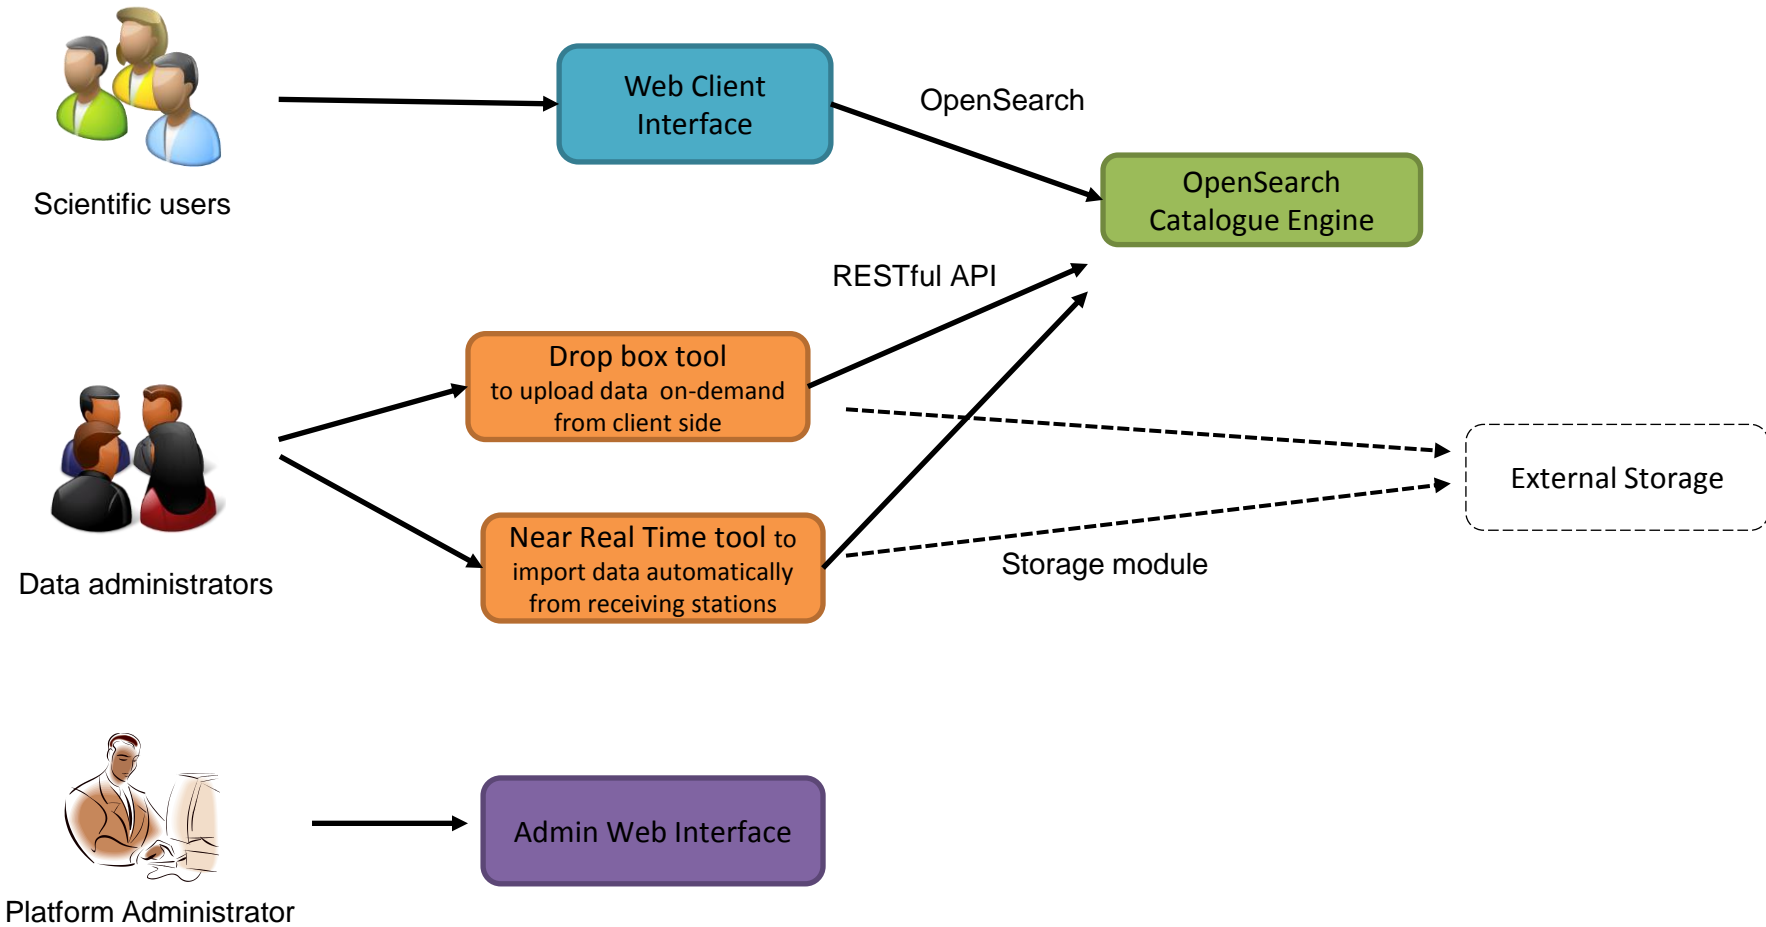 Web Client
Interface
OpenSearch
OpenSearch
Catalogue Engine
Scientific users
RESTful API
Drop box tool
to upload data on-demand
from client side
External Storage
Near Real Time tool to
import data automatically
from receiving stations
Storage module
Data administrators
Admin Web Interface
Platform Administrator